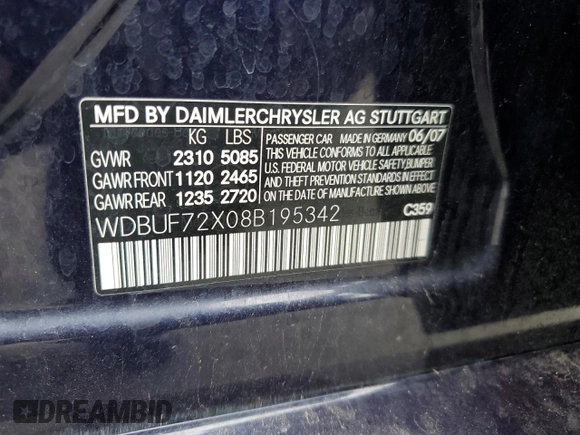 MFD BY DAIMLERCHRYSLER AG STUTTGART
KG LBS
GVWR 2310 5085
GAWR FRONT 1120 2465
GAWR REAR 1235 2720
PASSENGER CAR MADE IN GERMANY 06/07
THIS VEHICLE CONFORMS TO ALL APPLICABLE
U.S. FEDERAL MOTOR VEHICLE SAFETY, BUMPER
AND THEFT PREVENTION STANDARDS IN EFFECT
ON THE DATE OF MANUFACTURE SHOWN ABOVE.
WDBUF72X08B195342
C359
DREAMBID